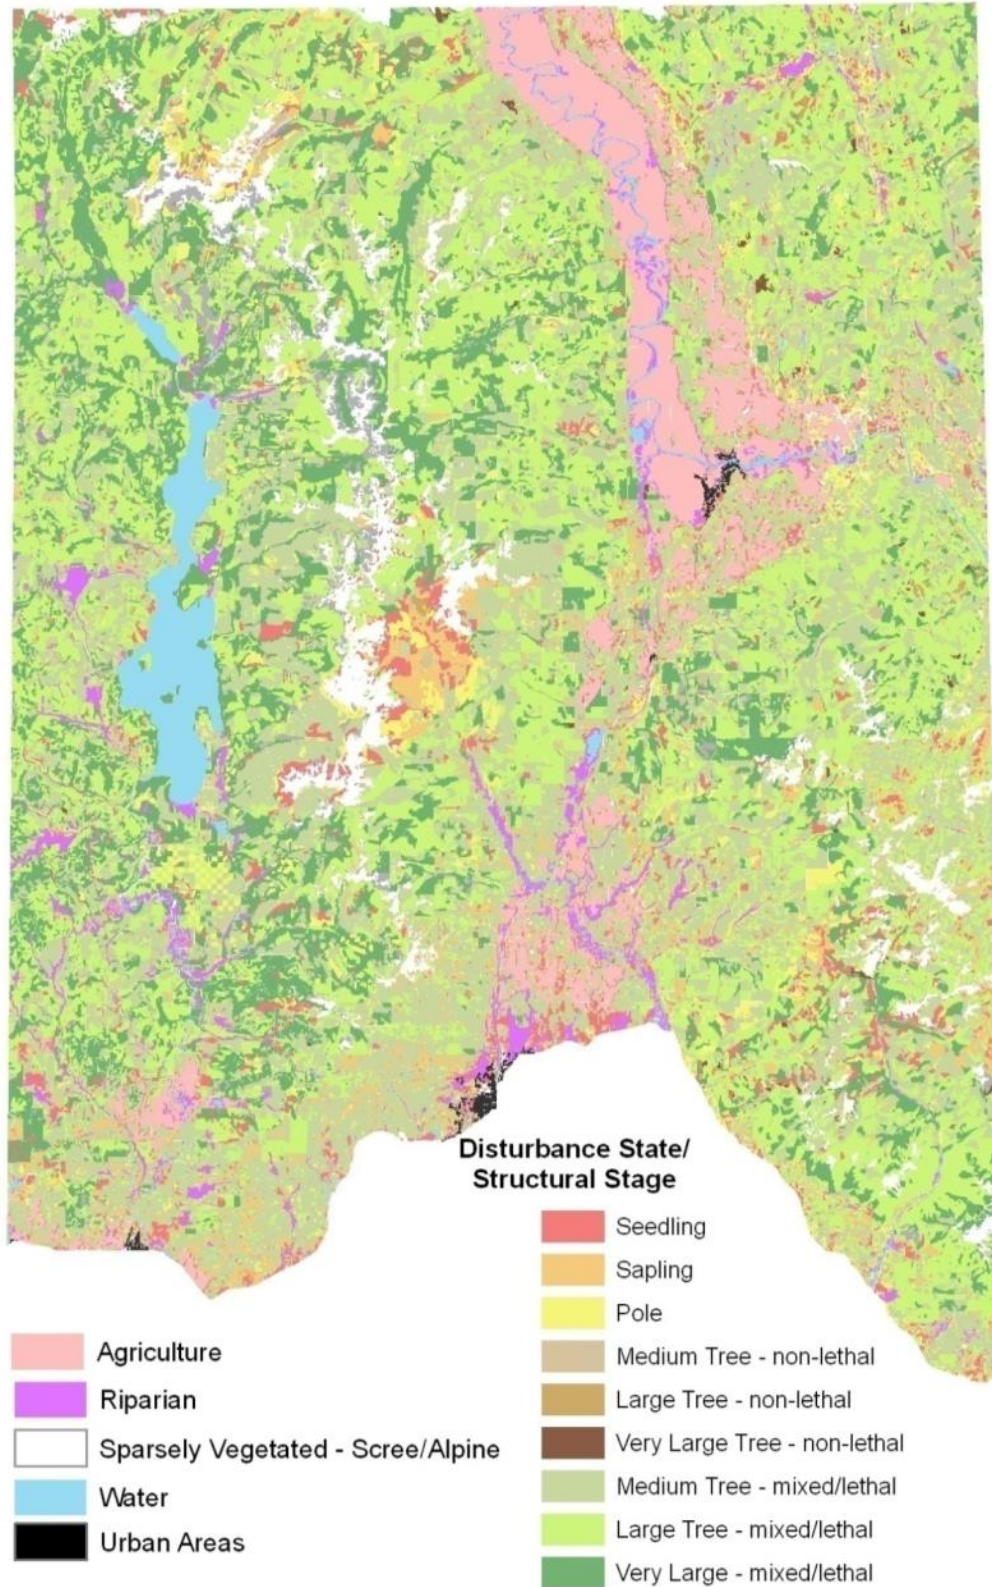 Disturbance State/
Structural Stage
Seedling
Sapling
Pole
Medium Tree - non-lethal
Large Tree - non-lethal
Very Large Tree - non-lethal
Medium Tree - mixed/lethal
Large Tree - mixed/lethal
Very Large - mixed/lethal
Agriculture
Riparian
Sparsely Vegetated - Scree/Alpine
Water
Urban Areas